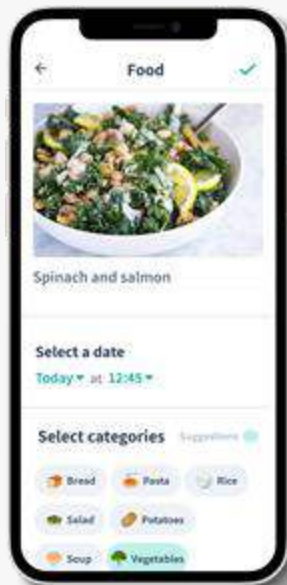 Food
Spinach and salmon
Select a date
Today at 12:45
Select categories Suggestions
Bread Pasta Rice
Salad Potatoes
Soup Vegetables